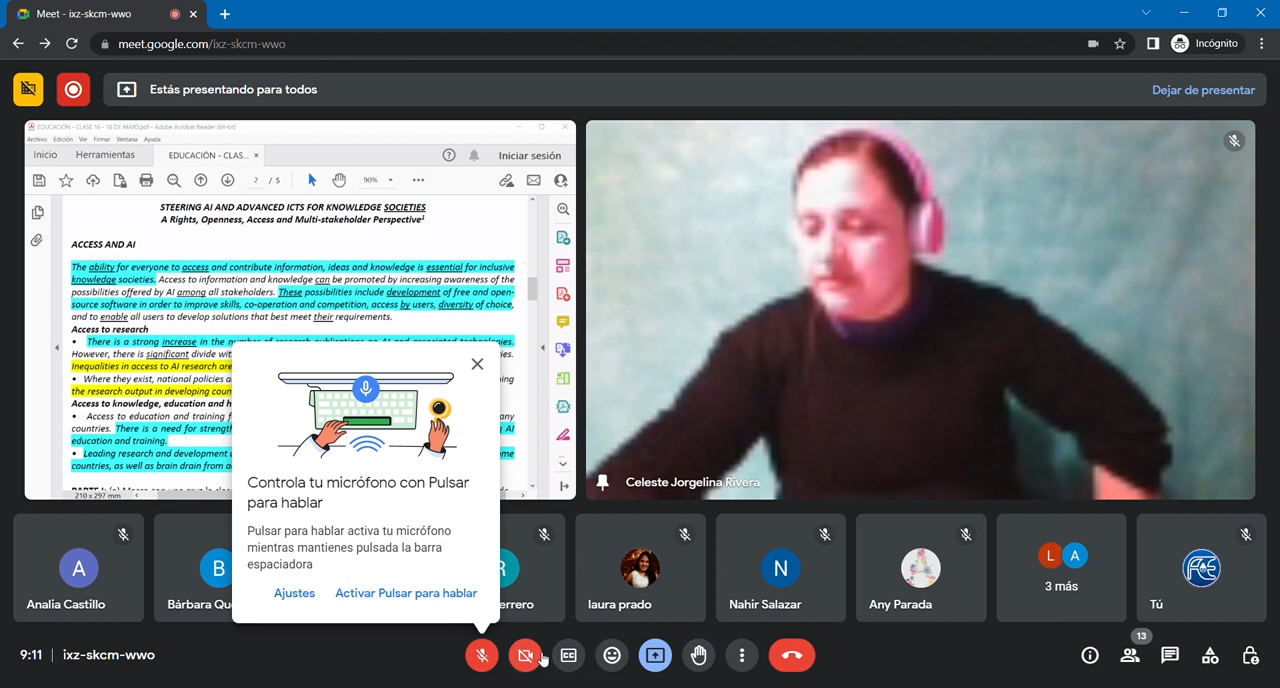 Meet - ixz-skcm-wwo
meet.google.com/ixz-skcm-wwo
Incógnito
Estás presentando para todos
Dejar de presentar
EDUCACIÓN - CLASE 16 - 18 DE MAYO.pdf - Adobe Acrobat Reader (64-bit)
Archivo Edición Ver Firmar Ventana Ayuda
Inicio Herramientas EDUCACIÓN - CLAS... Iniciar sesión
2 / 5 90%
STEERING AI AND ADVANCED ICTS FOR KNOWLEDGE SOCIETIES
A Rights, Openness, Access and Multi-stakeholder Perspective¹
ACCESS AND AI
The ability for everyone to access and contribute information, ideas and knowledge is essential for inclusive
knowledge societies. Access to information and knowledge can be promoted by increasing awareness of the
possibilities offered by AI among all stakeholders. These possibilities include development of free and open-
source software in order to improve skills, co-operation and competition, access by users, diversity of choice,
and to enable all users to develop solutions that best meet their requirements.
Access to research
• There is a strong increase in the number of research publications on AI and associated technologies.
However, there is significant divide wit
Inequalities in access to AI research are
• Where they exist, national policies a
the research output in developing coun
Access to knowledge, education and h
• Access to education and training f
countries. There is a need for strength
education and training.
• Leading research and development
countries, as well as brain drain from a
210 x 297 mm
Controla tu micrófono con Pulsar
para hablar
Pulsar para hablar activa tu micrófono
mientras mantienes pulsada la barra
espaciadora
Ajustes Activar Pulsar para hablar
Celeste Jorgelina Rivera
A
Analia Castillo
B
Bárbara Qu
R
errero
laura prado
N
Nahir Salazar
Any Parada
L A
3 más
FCE
Tú
9:11 ixz-skcm-wwo
13